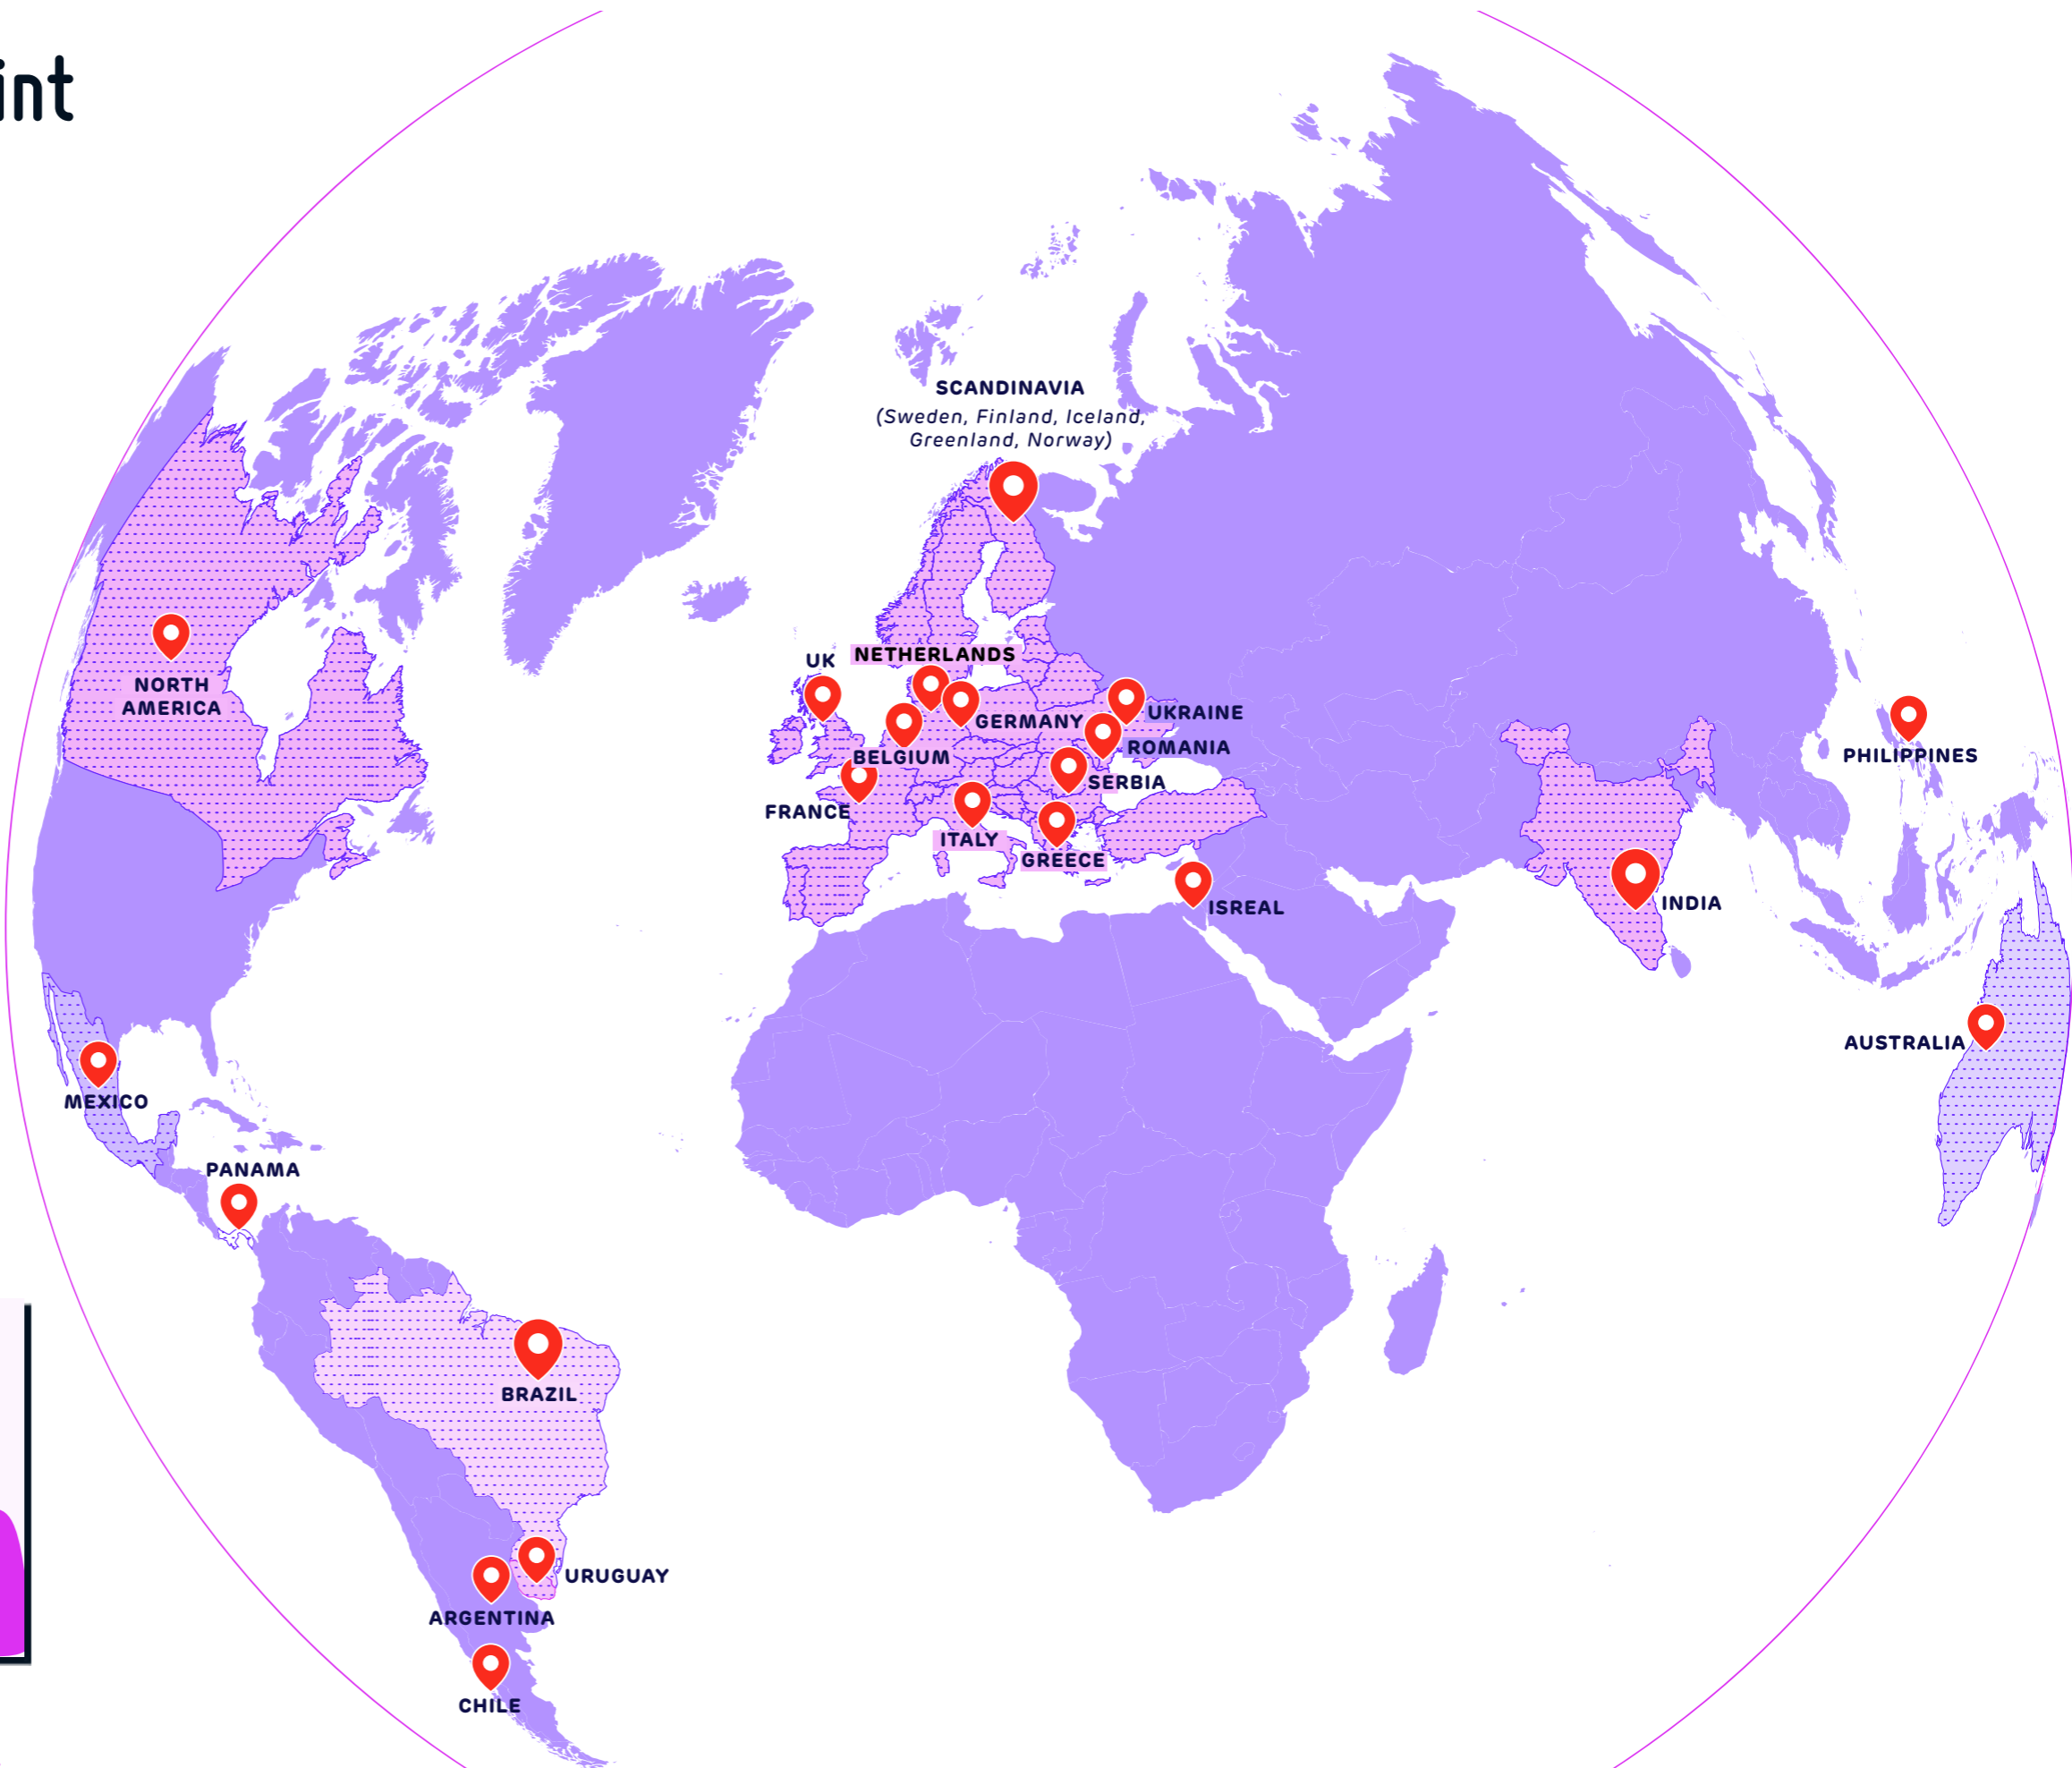 int
SCANDINAVIA
(Sweden, Finland, Iceland,
Greenland, Norway)
NORTH
AMERICA
UK
NETHERLANDS
GERMANY
UKRAINE
BELGIUM
ROMANIA
SERBIA
FRANCE
ITALY
GREECE
ISREAL
PHILIPPINES
INDIA
AUSTRALIA
MEXICO
PANAMA
BRAZIL
URUGUAY
ARGENTINA
CHILE